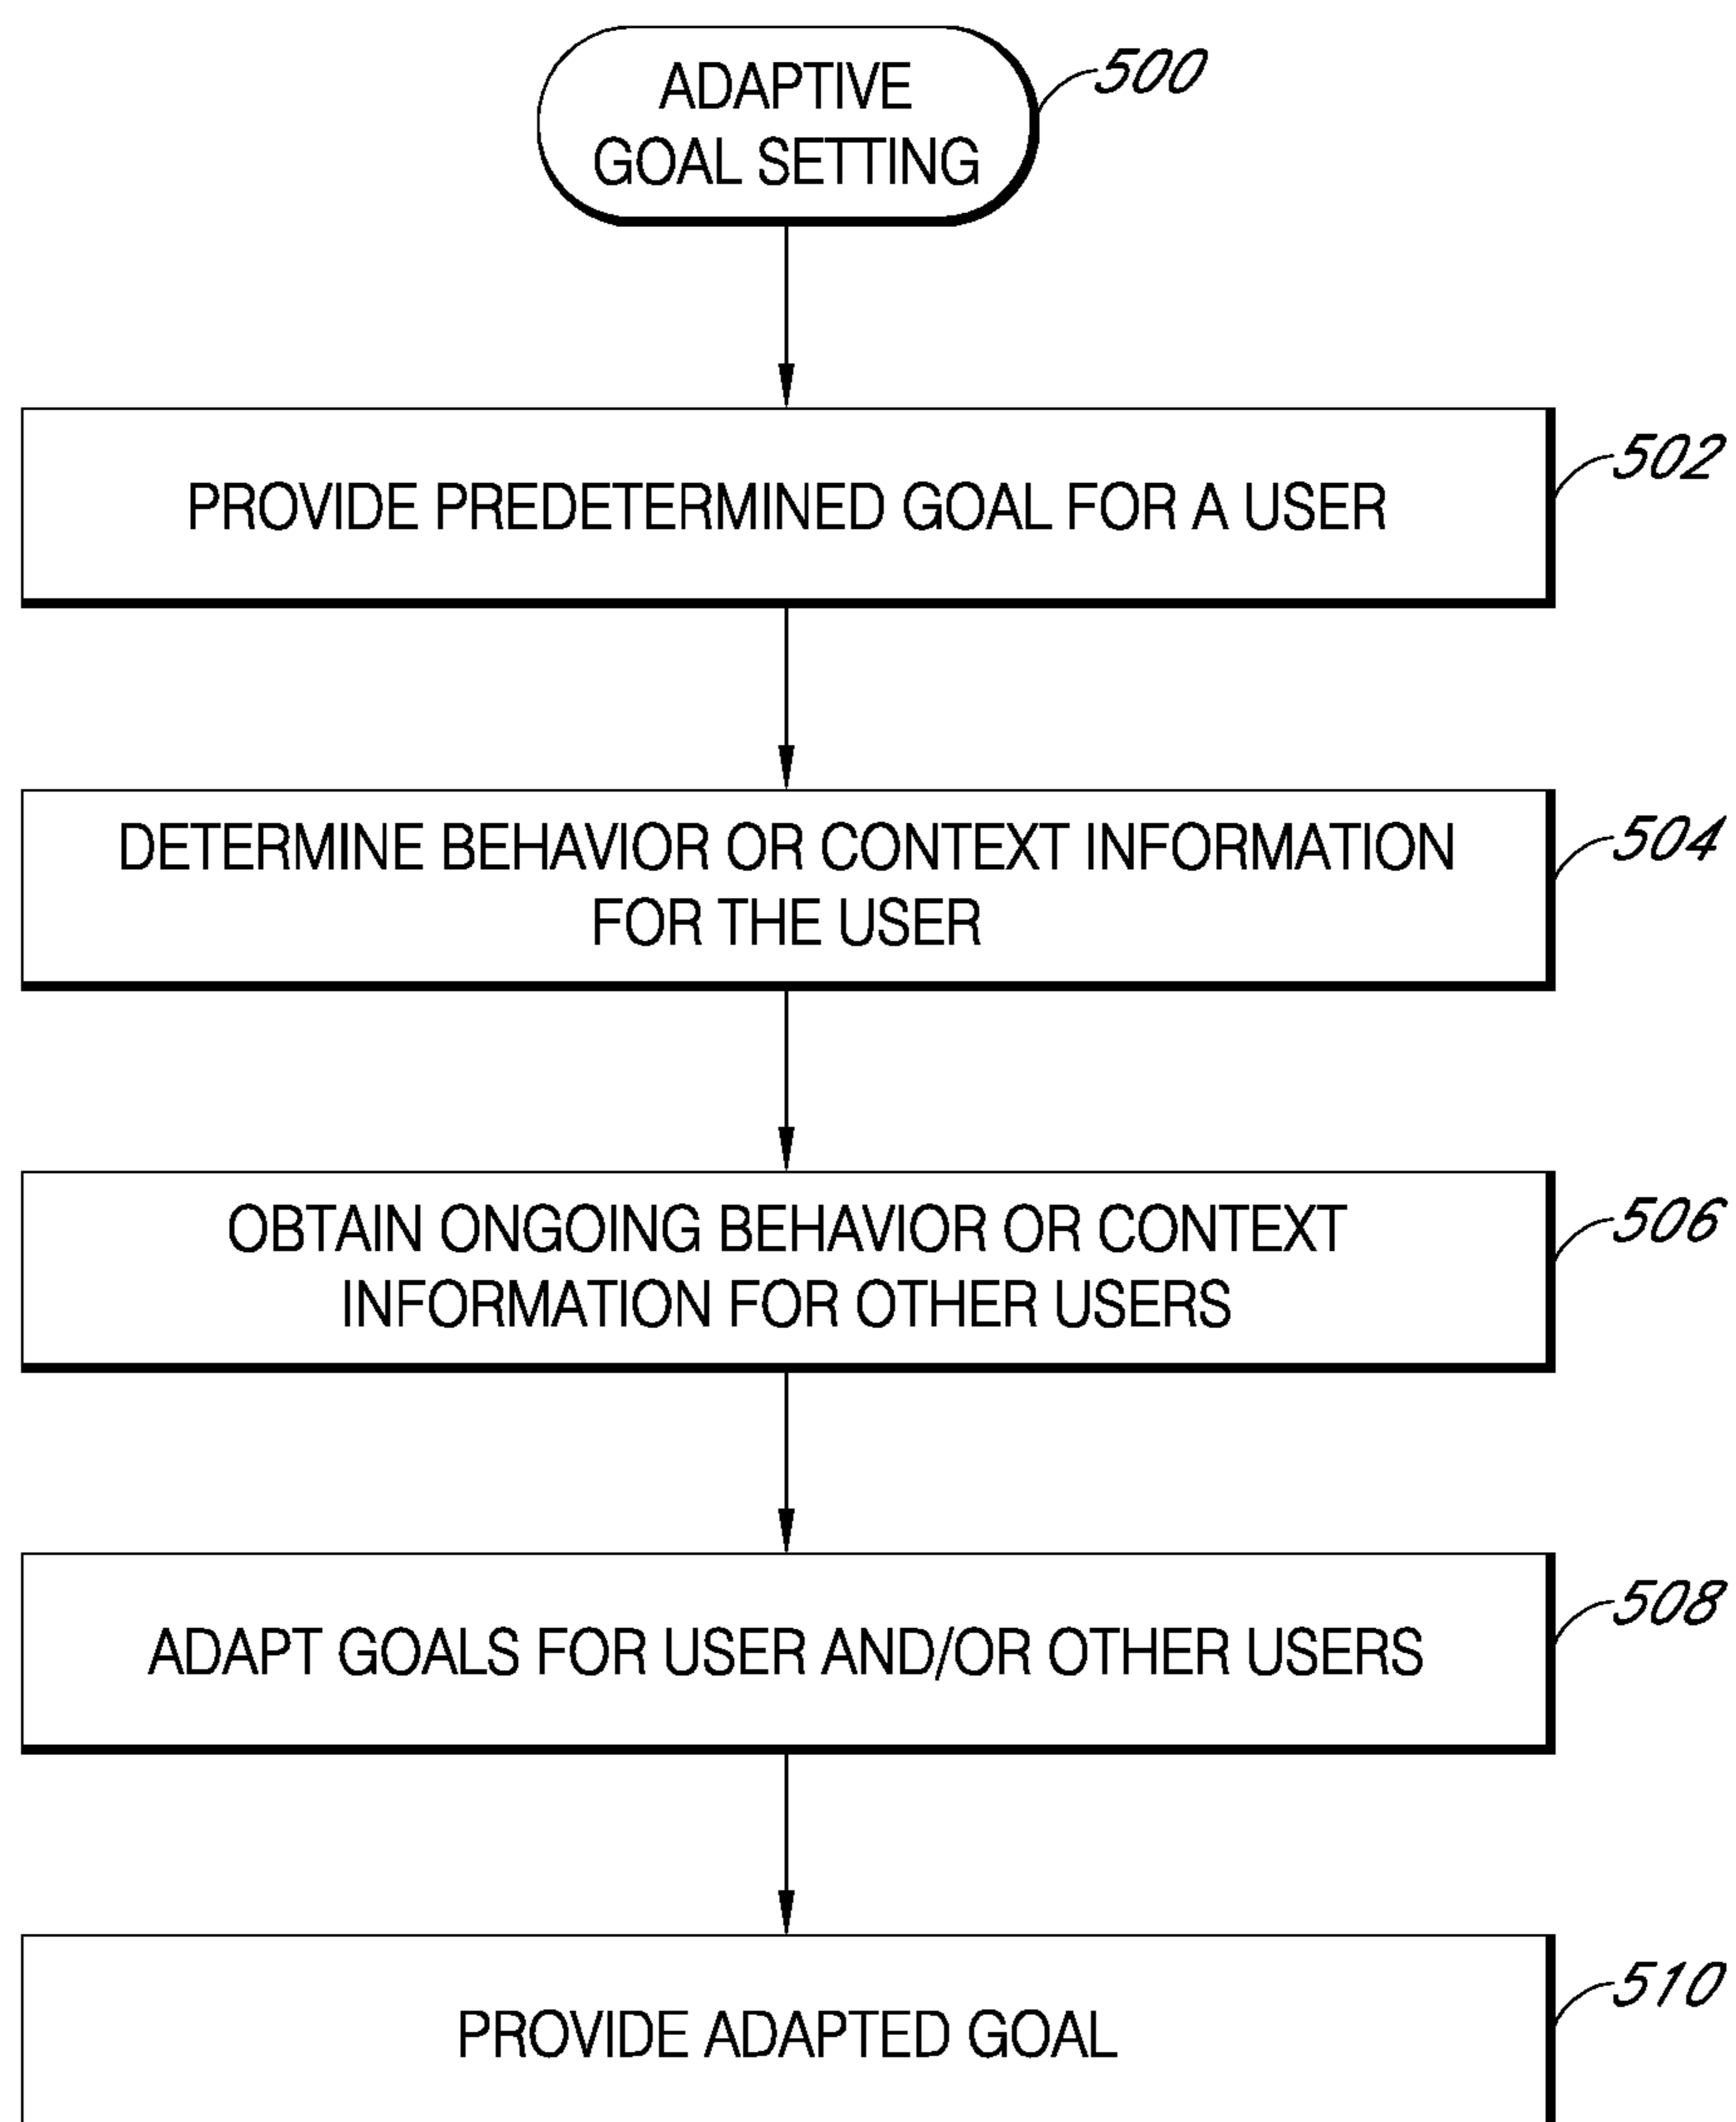 ADAPTIVE
GOAL SETTING
500
PROVIDE PREDETERMINED GOAL FOR A USER
502
DETERMINE BEHAVIOR OR CONTEXT INFORMATION
FOR THE USER
504
OBTAIN ONGOING BEHAVIOR OR CONTEXT
INFORMATION FOR OTHER USERS
506
ADAPT GOALS FOR USER AND/OR OTHER USERS
508
PROVIDE ADAPTED GOAL
510